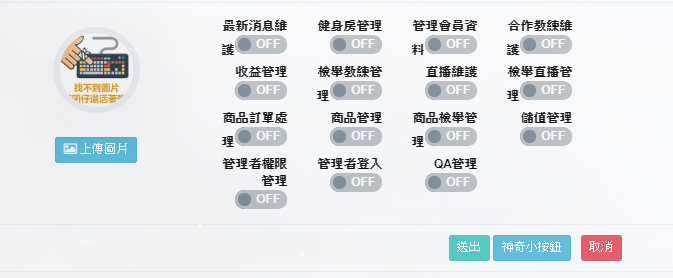 最新消息維護 OFF
健身房管理 OFF
管理會員資料 OFF
合作教練維護 OFF
收益管理 OFF
檢舉教練管理 OFF
直播維護 OFF
檢舉直播管理 OFF
商品訂單處理 OFF
商品管理 OFF
商品檢舉管理 OFF
儲值管理 OFF
管理者權限管理 OFF
管理者登入 OFF
QA管理 OFF
找不到圖片
上傳圖片
送出
神奇小按鈕
取消